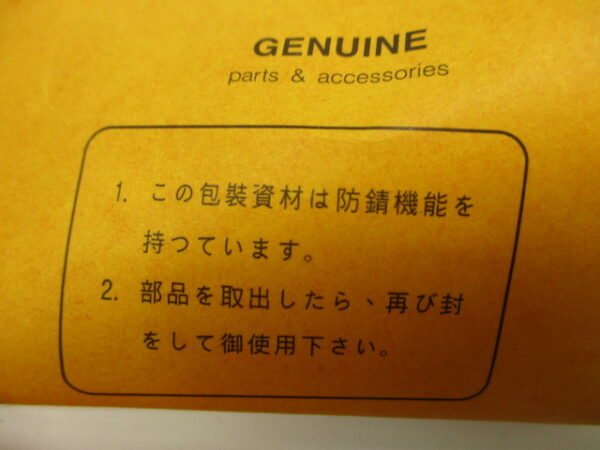 GENUINE
parts & accessories
1. この包裝資材は防錆機能を
持つています。
2. 部品を取出したら、再び封
をして御使用下さい。